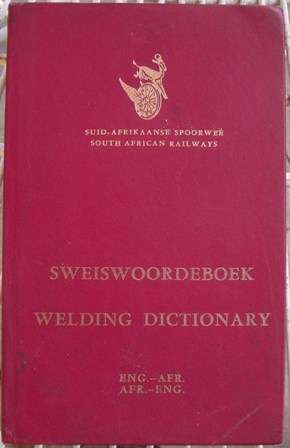 SUID-AFRIKAANSE SPOORWEË
SOUTH AFRICAN RAILWAYS
SWEISWOORDEBOEK
WELDING DICTIONARY
ENG.-AFR.
AFR.-ENG.